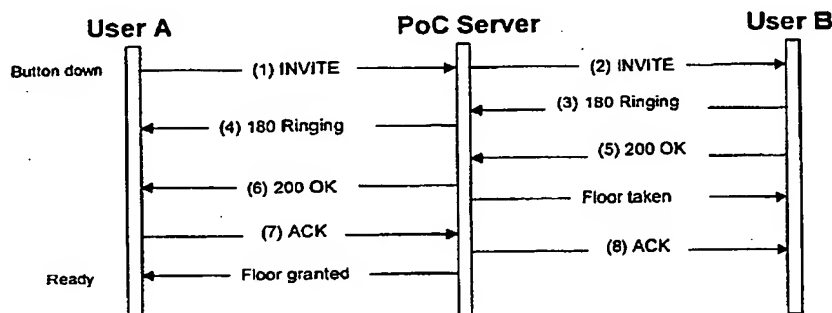 User A PoC Server User B
Button down (1) INVITE (2) INVITE
(3) 180 Ringing
(4) 180 Ringing
(5) 200 OK
(6) 200 OK Floor taken
(7) ACK (8) ACK
Ready Floor granted